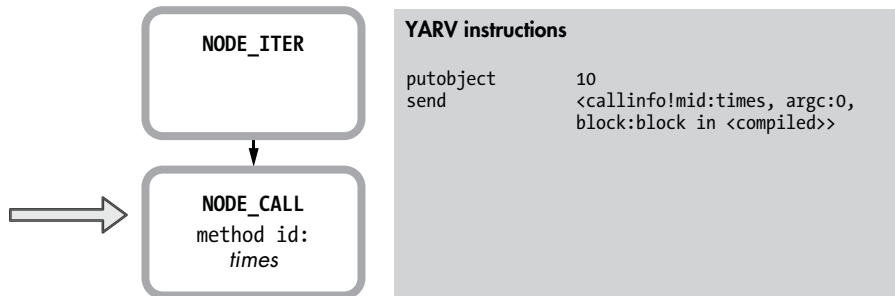 NODE_ITER
NODE_CALL
method id:
times
YARV instructions
putobject 10
send <callinfo!mid:times, argc:0,
block:block in <compiled>>